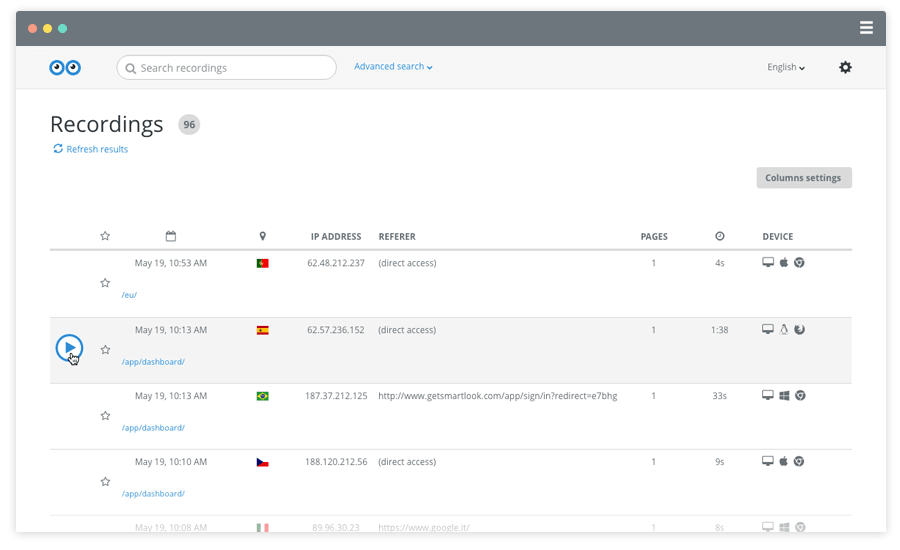 Search recordings
Advanced search
English
Recordings 96
Refresh results
Columns settings
IP ADDRESS REFERER PAGES DEVICE
May 19, 10:53 AM 62.48.212.237 (direct access) 1 4s
/eu/
May 19, 10:13 AM 62.57.236.152 (direct access) 1 1:38
/app/dashboard/
May 19, 10:13 AM 187.37.212.125 http://www.getsmartlook.com/app/sign/in?redirect=e7bhg 1 33s
/app/dashboard/
May 19, 10:10 AM 188.120.212.56 (direct access) 1 9s
/app/dashboard/
May 19, 10:08 AM 89.96.30.23 https://www.google.it/ 1 8s